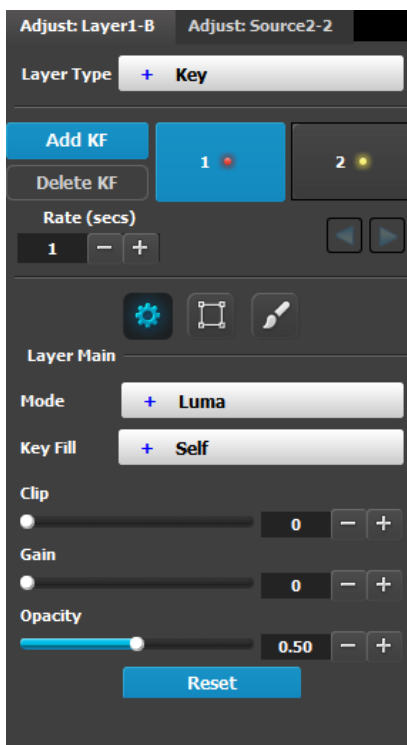 Adjust: Layer1-B Adjust: Source2-2
Layer Type + Key
Add KF
1 2
Delete KF
Rate (secs)
1 − +
Layer Main
Mode + Luma
Key Fill + Self
Clip
0 − +
Gain
0 − +
Opacity
0.50 − +
Reset